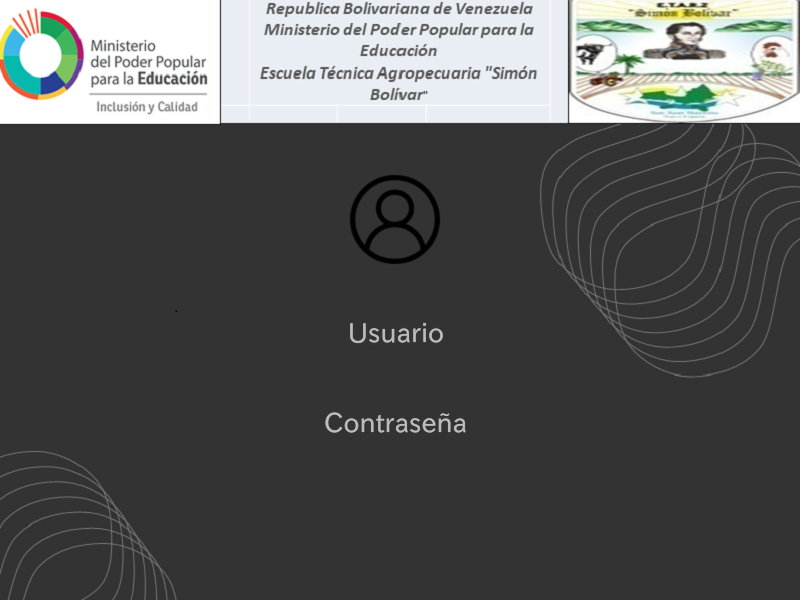 Ministerio
del Poder Popular
para la Educación
Inclusión y Calidad
Republica Bolivariana de Venezuela
Ministerio del Poder Popular para la
Educación
Escuela Técnica Agropecuaria "Simón
Bolívar"
"Simón Bolívar"
Usuario
Contraseña